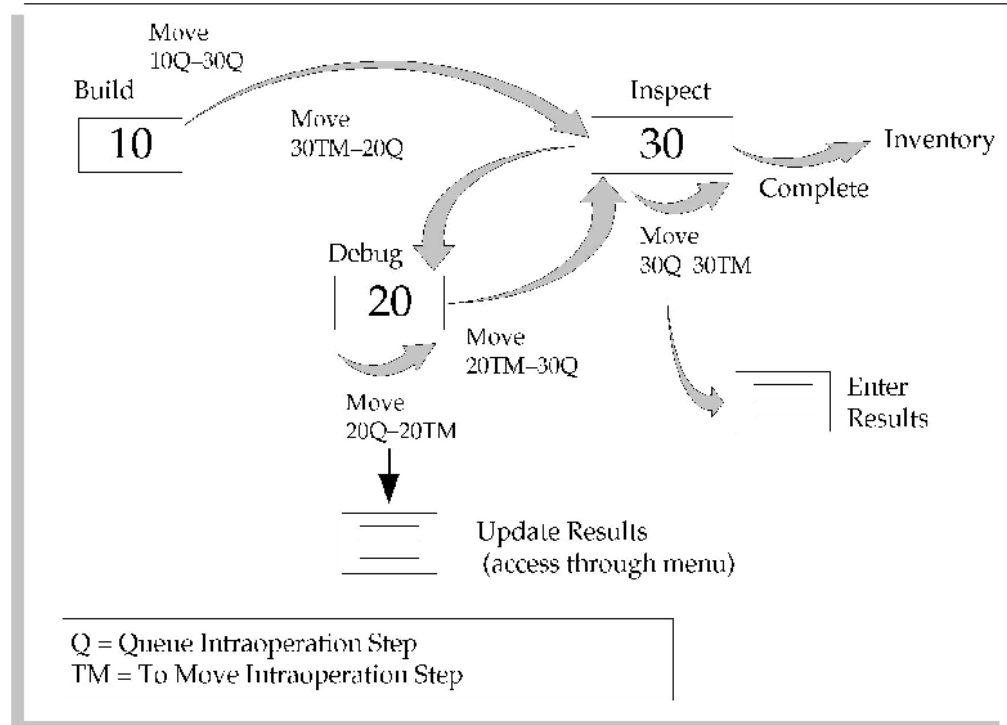 Move
10Q–30Q
Build
10
Move
30TM–20Q
Inspect
30
Inventory
Complete
Move
30Q 30TM
Debug
20
Move
20TM–30Q
Move
20Q–20TM
Enter
Results
Update Results
(access through menu)
Q = Queue Intraoperation Step
TM = To Move Intraoperation Step